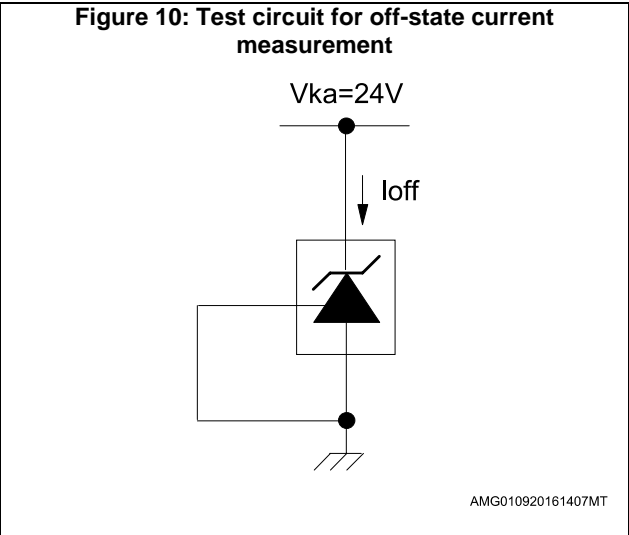 Figure 10: Test circuit for off-state current
measurement
Vka=24V
Ioff
AMG010920161407MT